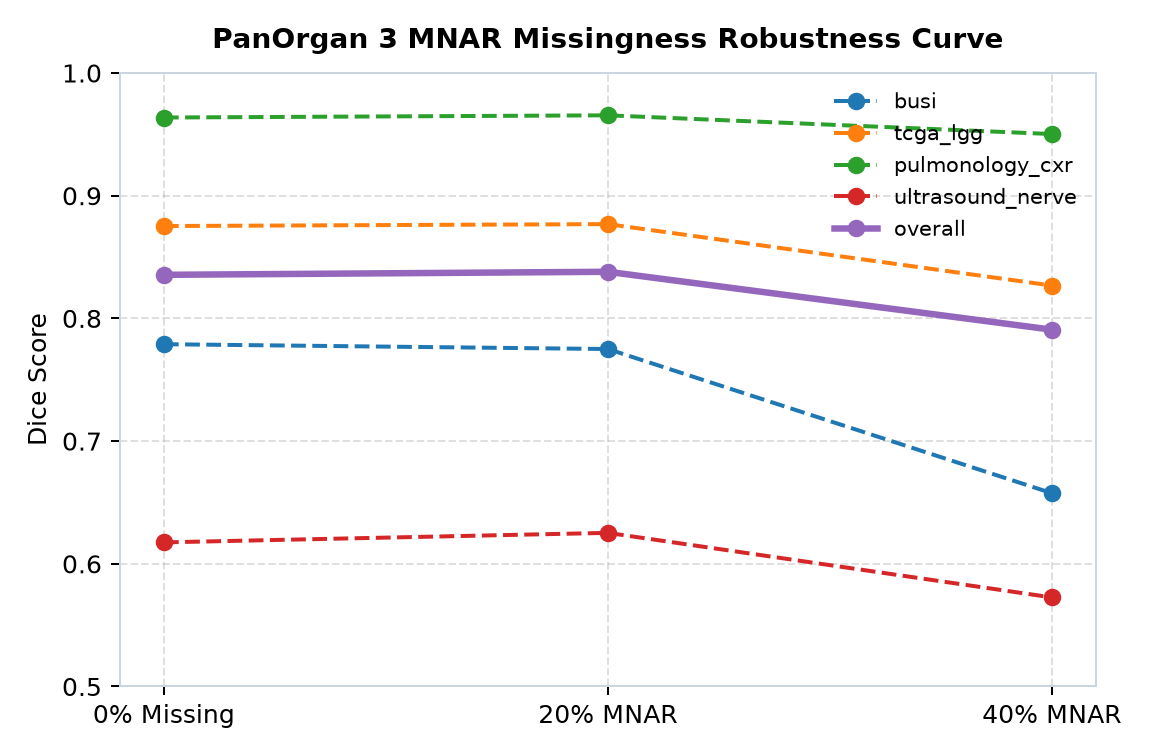 PanOrgan 3 MNAR Missingness Robustness Curve
Dice Score
1.0
0.9
0.8
0.7
0.6
0.5
busi
tcga_lgg
pulmonology_cxr
ultrasound_nerve
overall
0% Missing
20% MNAR
40% MNAR